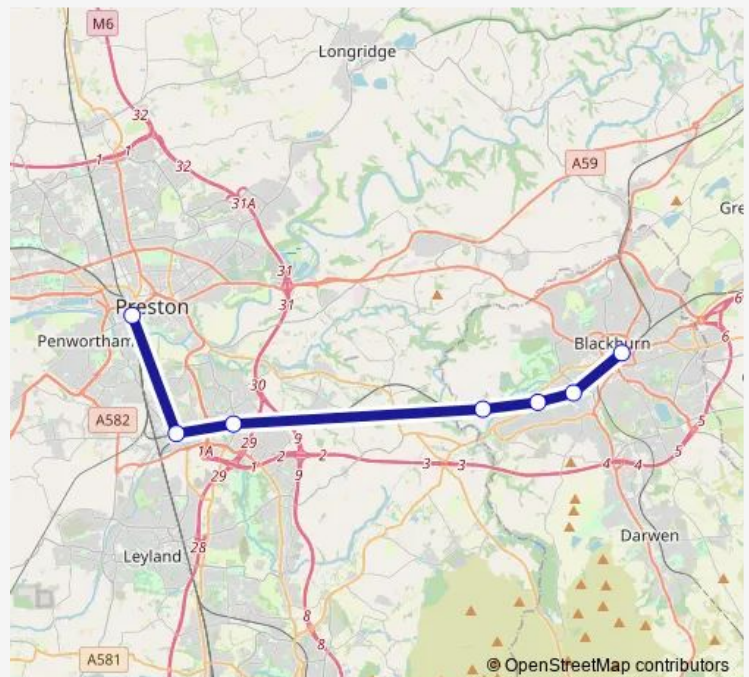 M6
Longridge
32
1
1
32
31A
A59
Gre
31
31
Preston
Penwortham
Blackburn
6
6
30
A582
29
9
5
1A
1
2
2
3
3
4
4
5
29
9
28
Leyland
Darwen
8
8
A581
© OpenStreetMap contributors